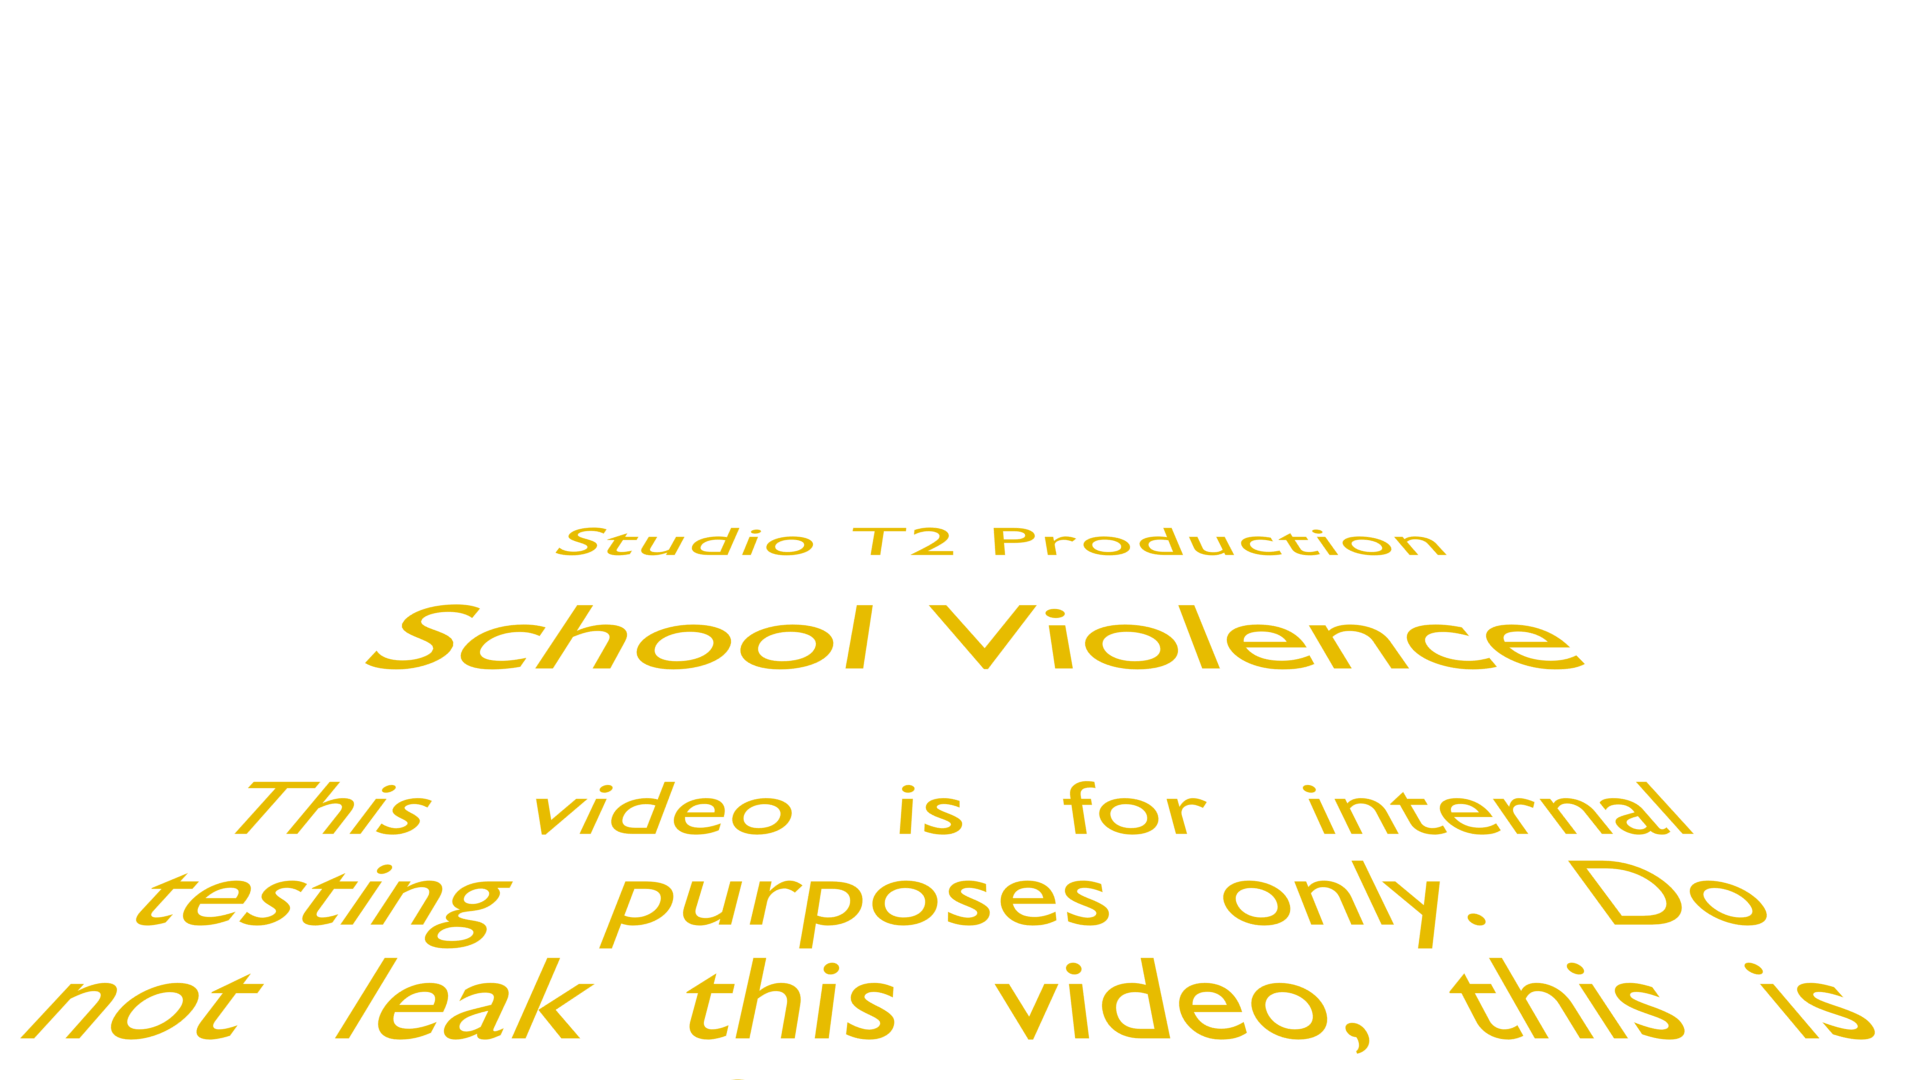 Studio T2 Production
School Violence
This video is for internal
testing purposes only. Do
not leak this video, this is